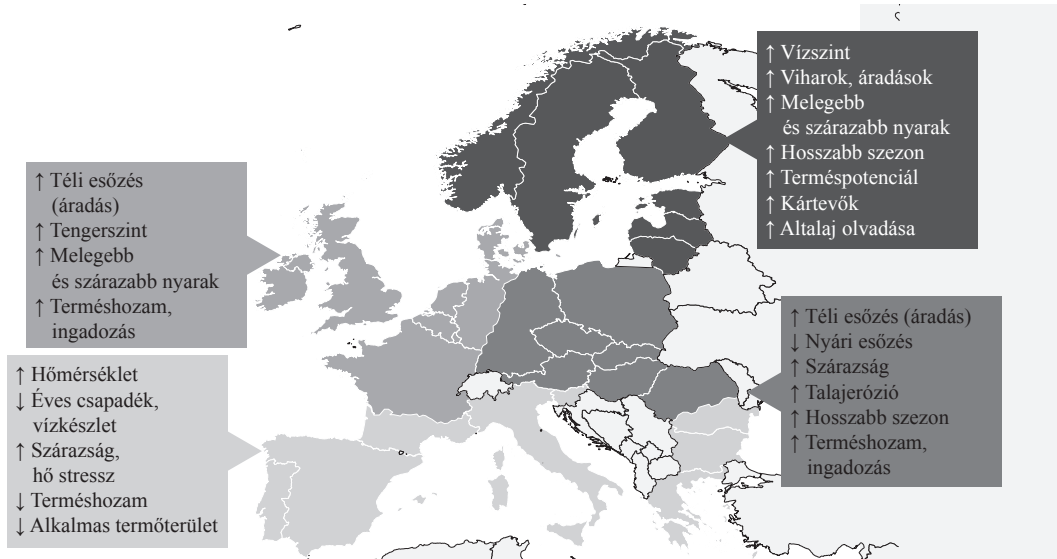 ↑ Vízszint
↑ Viharok, áradások
↑ Melegebb
és szárazabb nyarak
↑ Hosszabb szezon
↑ Terméspotenciál
↑ Kártevők
↑ Altalaj olvadása
↑ Téli esőzés
(áradás)
↑ Tengerszint
↑ Melegebb
és szárazabb nyarak
↑ Terméshozam,
ingadozás
↑ Téli esőzés (áradás)
↓ Nyári esőzés
↑ Szárazság
↑ Talajerózió
↑ Hosszabb szezon
↑ Terméshozam,
ingadozás
↑ Hőmérséklet
↓ Éves csapadék,
vízkészlet
↑ Szárazság,
hő stressz
↓ Terméshozam
↓ Alkalmas termőterület